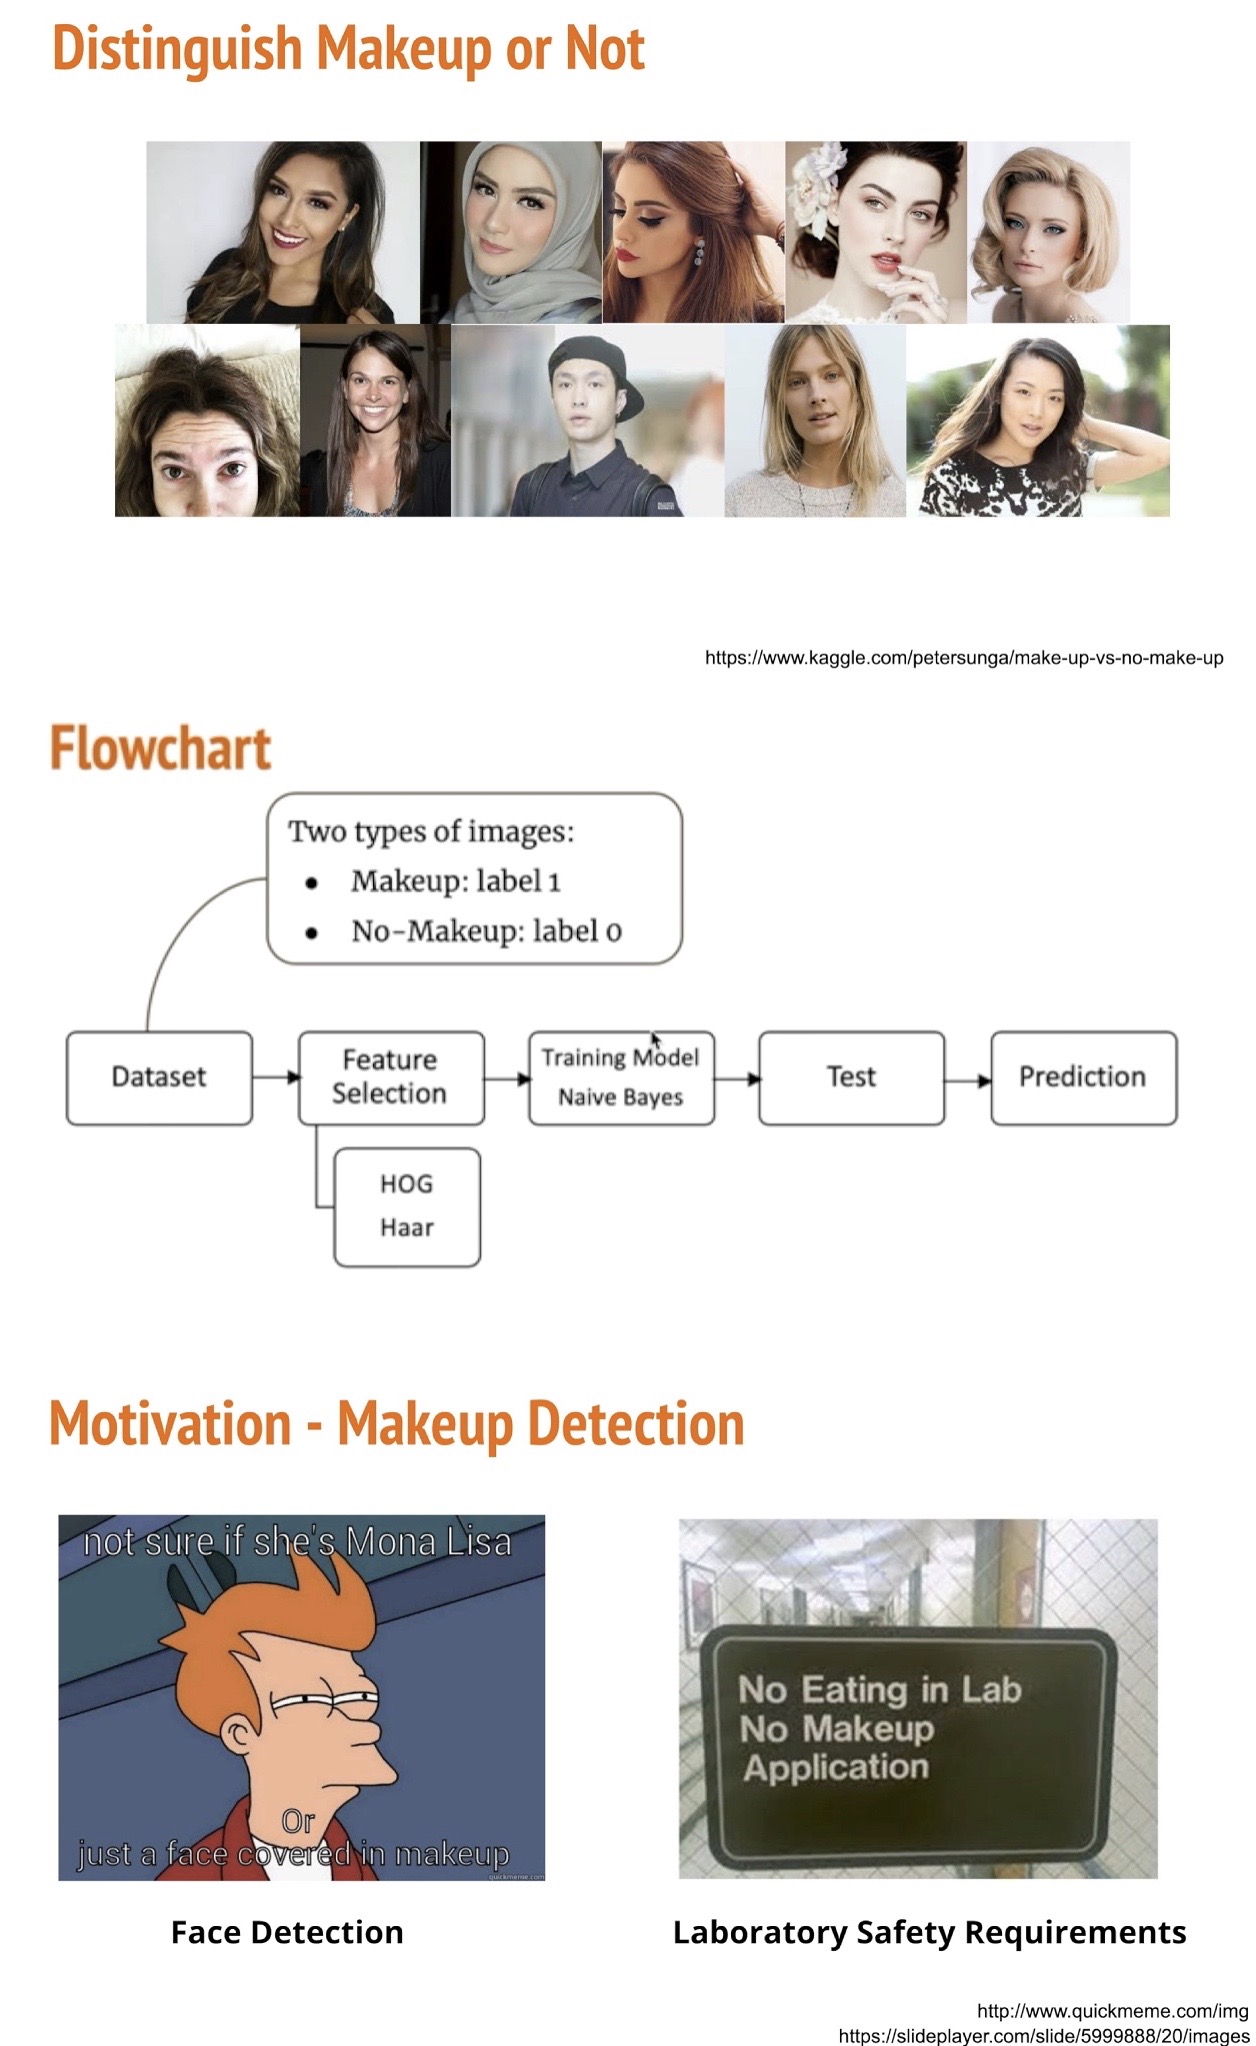 Distinguish Makeup or Not
https://www.kaggle.com/petersunga/make-up-vs-no-make-up
Flowchart
Two types of images:
● Makeup: label 1
● No-Makeup: label 0
Dataset
Feature
Selection
Training Model
Naive Bayes
Test
Prediction
HOG
Haar
Motivation - Makeup Detection
not sure if she's Mona Lisa
Or
just a face covered in makeup
quickmeme.com
No Eating in Lab
No Makeup
Application
Face Detection
Laboratory Safety Requirements
http://www.quickmeme.com/img
https://slideplayer.com/slide/5999888/20/images